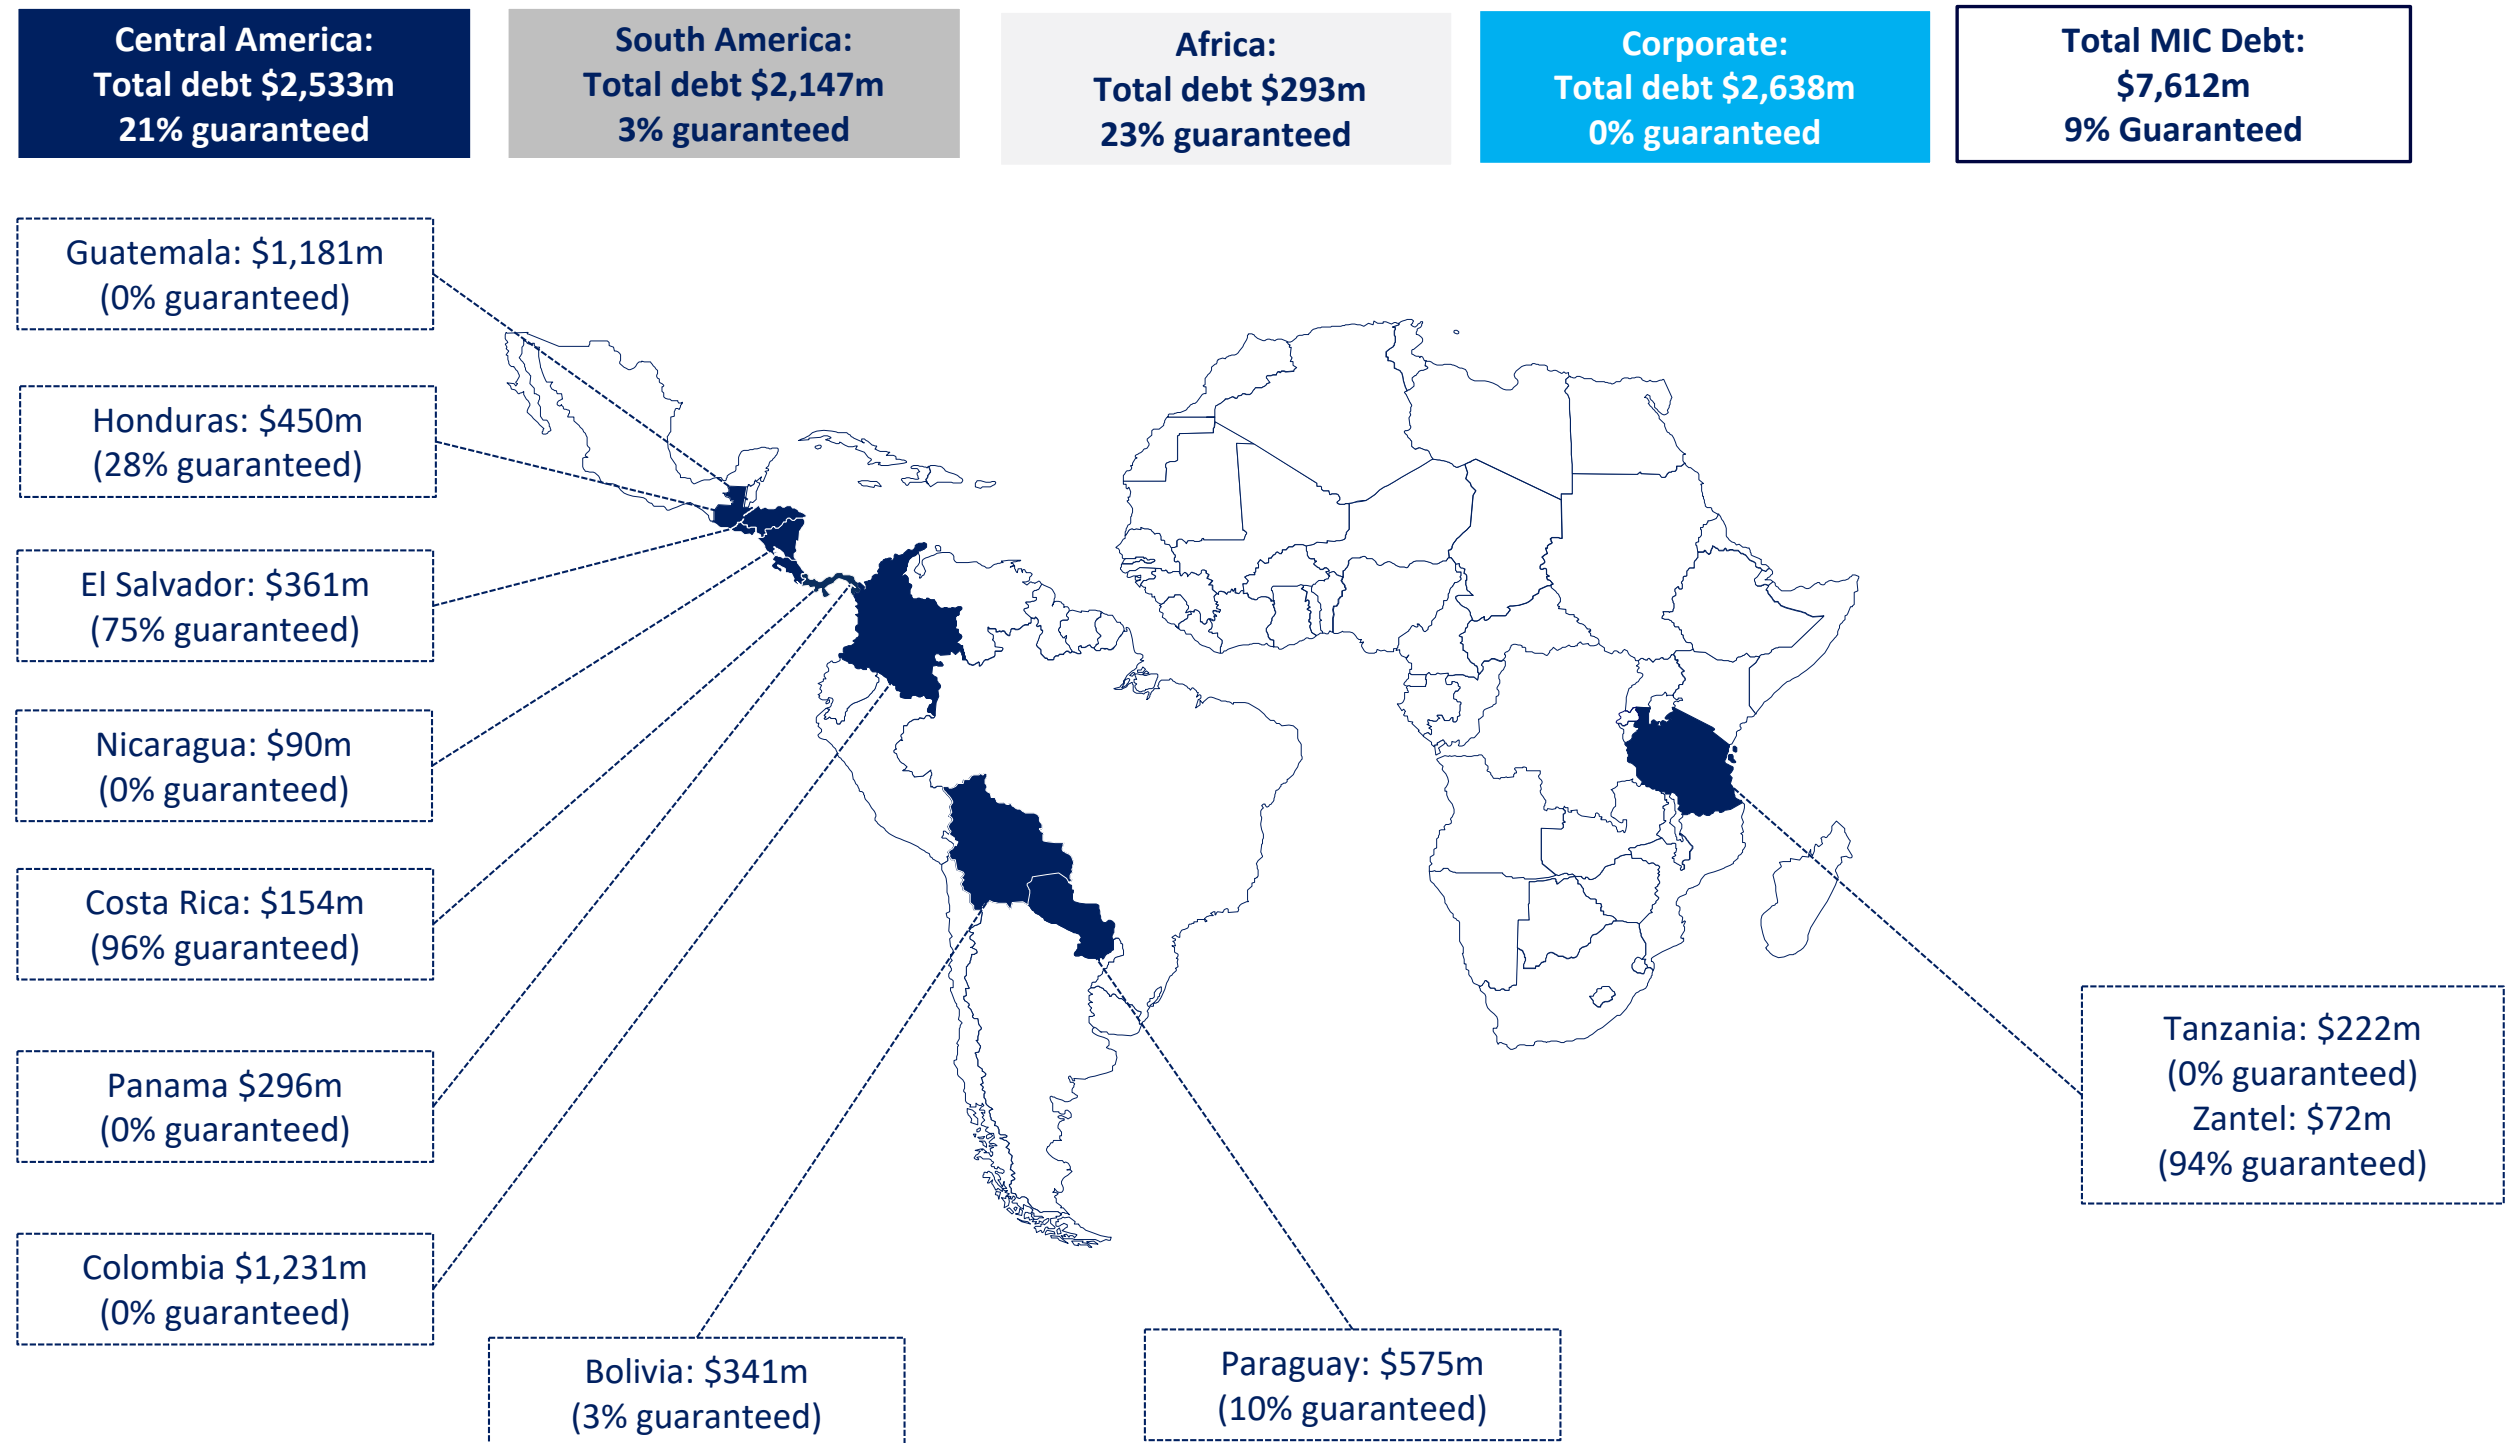 Central America:
Total debt $2,533m
21% guaranteed
South America:
Total debt $2,147m
3% guaranteed
Africa:
Total debt $293m
23% guaranteed
Corporate:
Total debt $2,638m
0% guaranteed
Total MIC Debt:
$7,612m
9% Guaranteed
Guatemala: $1,181m
(0% guaranteed)
Honduras: $450m
(28% guaranteed)
El Salvador: $361m
(75% guaranteed)
Nicaragua: $90m
(0% guaranteed)
Costa Rica: $154m
(96% guaranteed)
Panama $296m
(0% guaranteed)
Colombia $1,231m
(0% guaranteed)
Bolivia: $341m
(3% guaranteed)
Paraguay: $575m
(10% guaranteed)
Tanzania: $222m
(0% guaranteed)
Zantel: $72m
(94% guaranteed)